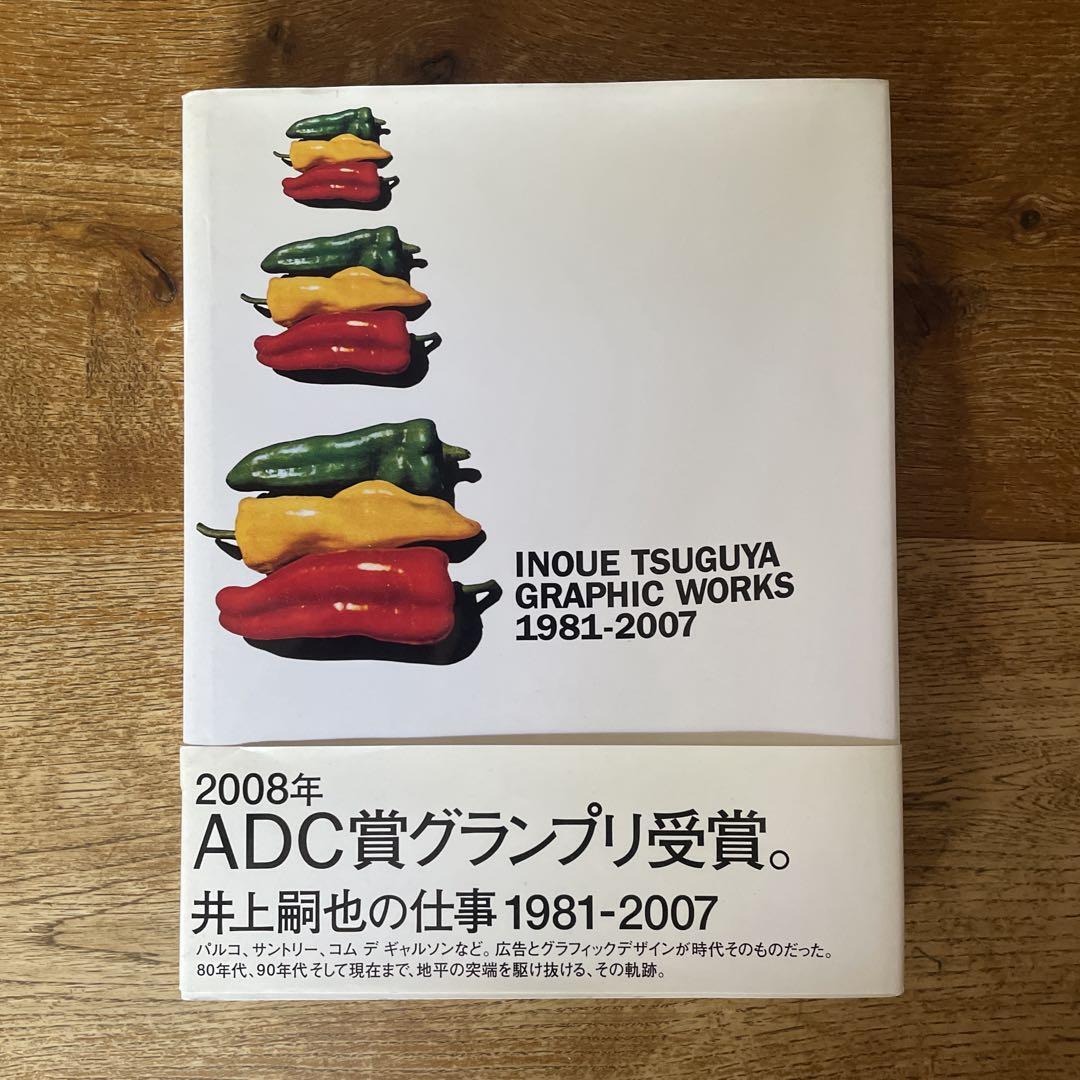 INOUE TSUGUYA
GRAPHIC WORKS
1981-2007
2008年
ADC賞グランプリ受賞。
井上嗣也の仕事1981-2007
パルコ、サントリー、コム デ ギャルソンなど。広告とグラフィックデザインが時代そのものだった。
80年代、90年代そして現在まで、地平の突端を駆け抜ける、その軌跡。